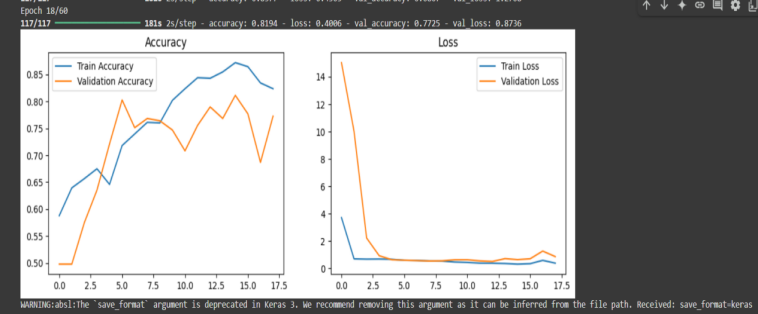 Epoch 18/60
117/117 181s 2s/step - accuracy: 0.8194 - loss: 0.4006 - val_accuracy: 0.7725 - val_loss: 0.8736
Accuracy
Loss
Train Accuracy
Validation Accuracy
Train Loss
Validation Loss
0.85
0.80
0.75
0.70
0.65
0.60
0.55
0.50
0.0 2.5 5.0 7.5 10.0 12.5 15.0 17.5
14
12
10
8
6
4
2
0
0.0 2.5 5.0 7.5 10.0 12.5 15.0 17.5
WARNING:absl:The `save_format` argument is deprecated in Keras 3. We recommend removing this argument as it can be inferred from the file path. Received: save_format=keras